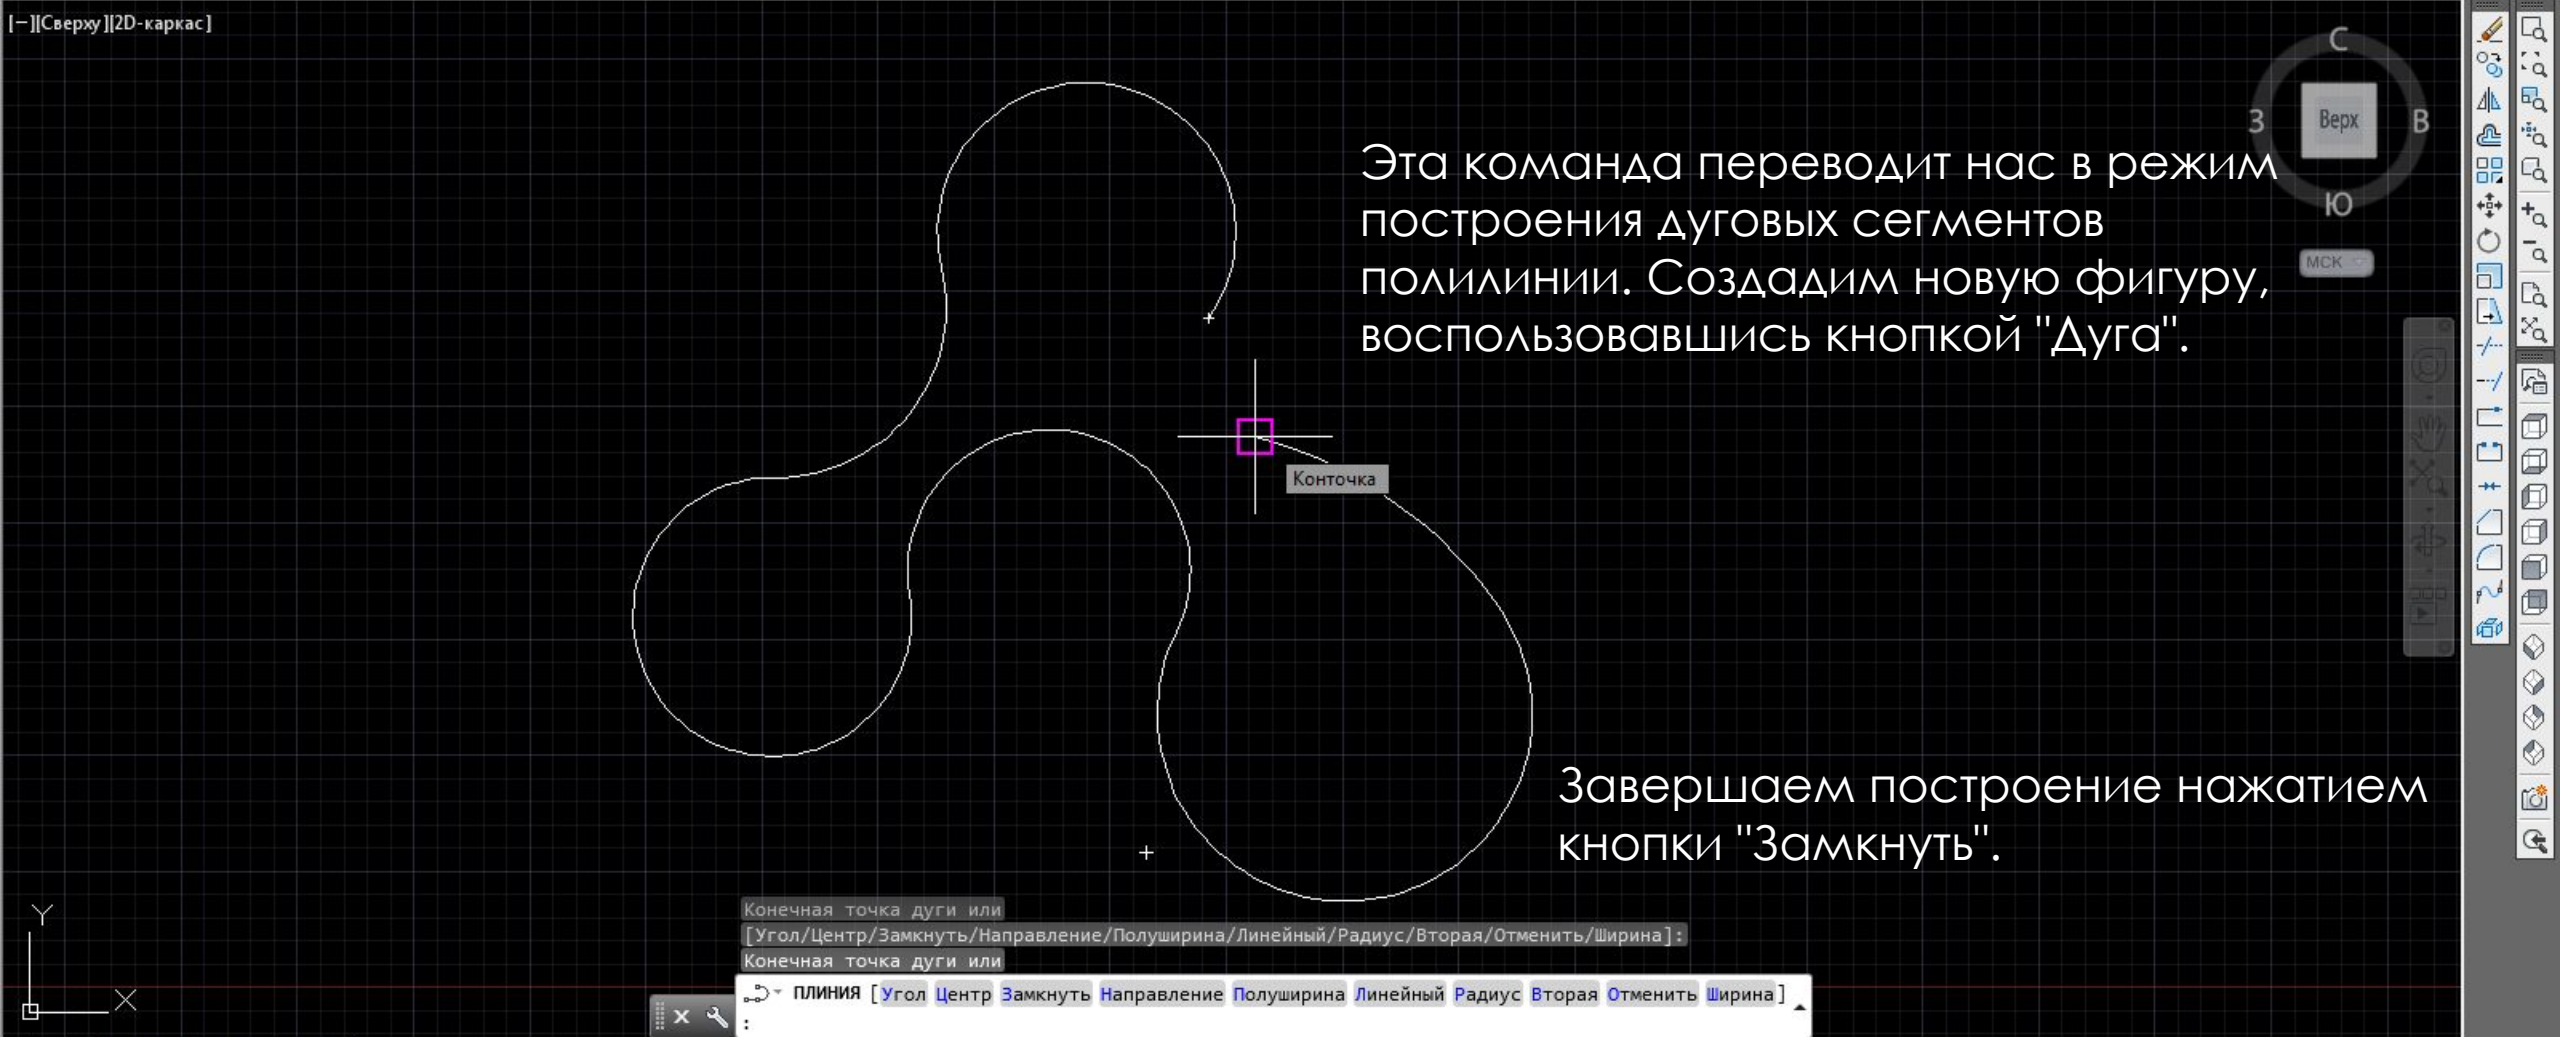 [−][Сверху][2D-каркас]
С
З
Верх
В
Ю
МСК
Эта команда переводит нас в режим
построения дуговых сегментов
полилинии. Создадим новую фигуру,
воспользовавшись кнопкой "Дуга".
Конточка
Завершаем построение нажатием
кнопки "Замкнуть".
Y
X
Конечная точка дуги или
[Угол/Центр/Замкнуть/Направление/Полуширина/Линейный/Радиус/Вторая/Отменить/Ширина]:
Конечная точка дуги или
ПЛИНИЯ [Угол Центр Замкнуть Направление Полуширина Линейный Радиус Вторая Отменить Ширина]
: